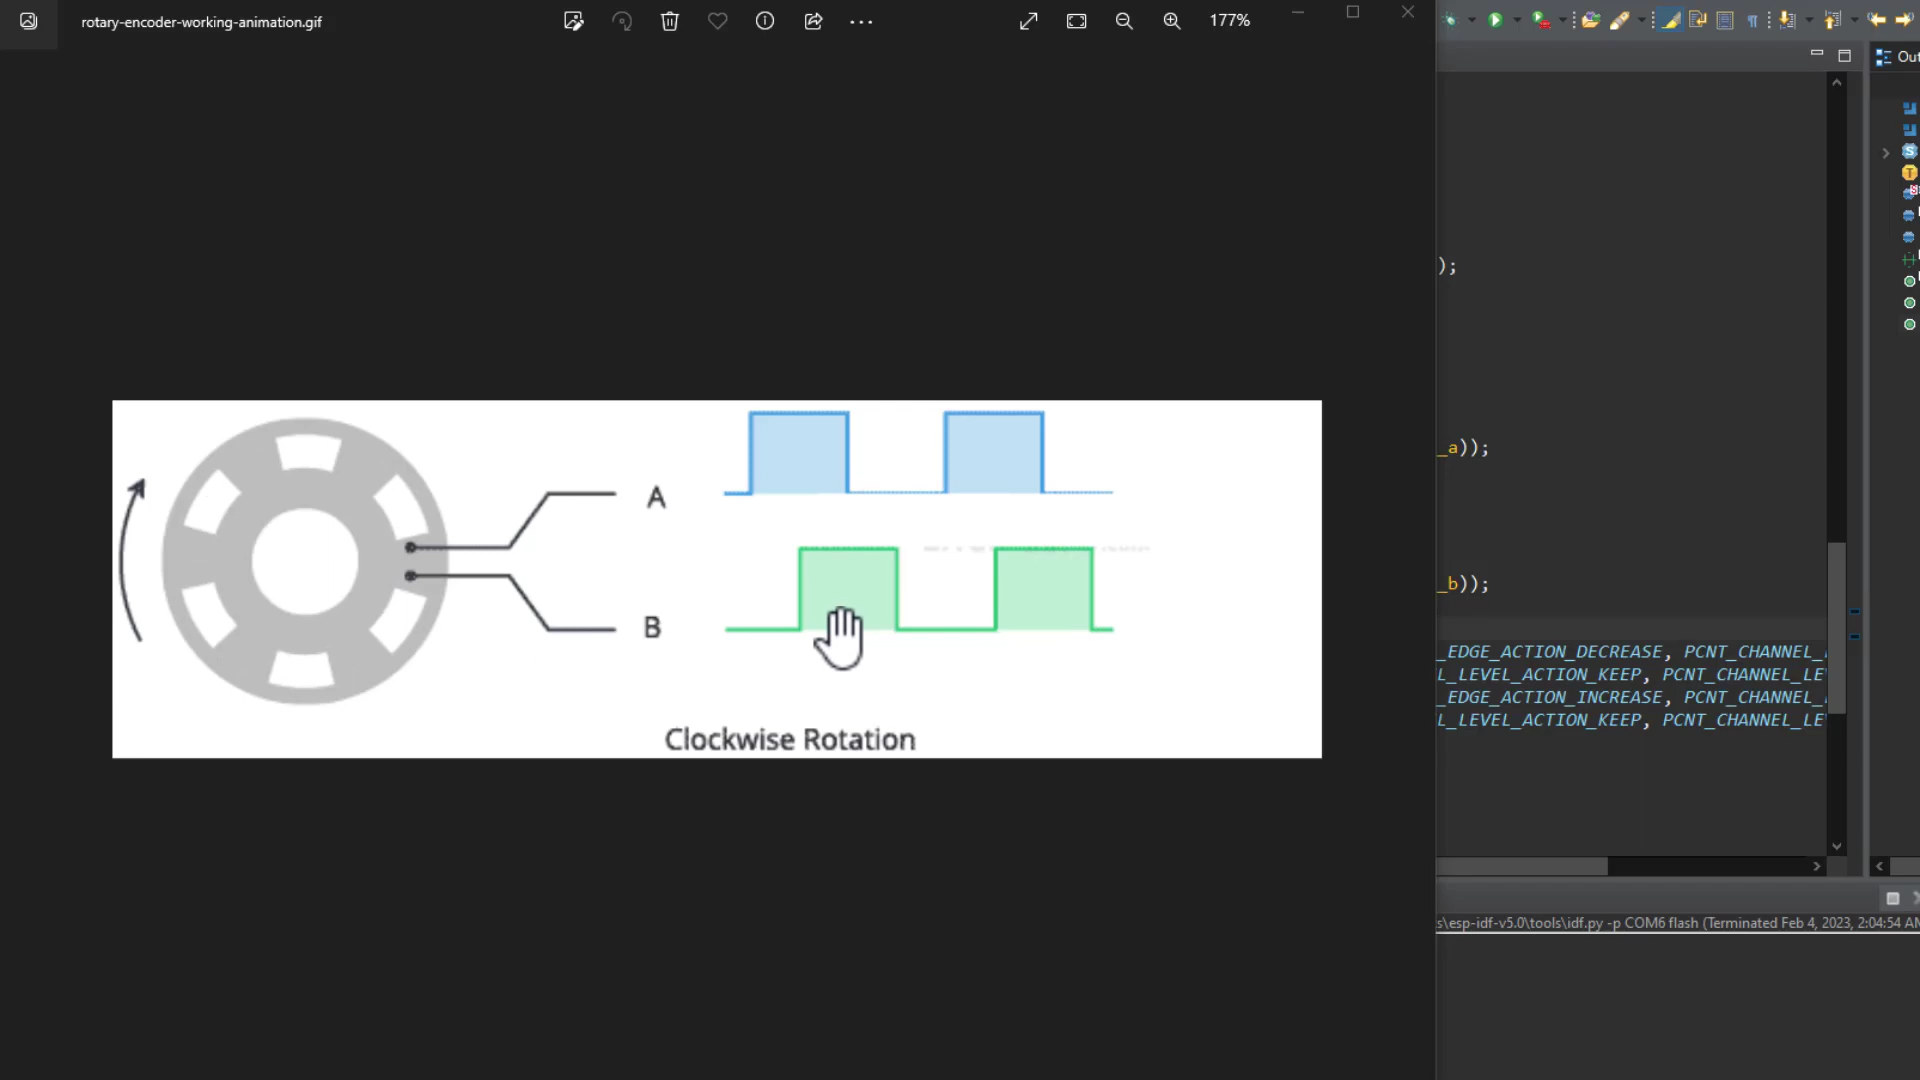 rotary-encoder-working-animation.gif
177%
Out
);
_a));
_b));
_EDGE_ACTION_DECREASE, PCNT_CHANNEL_
L_LEVEL_ACTION_KEEP, PCNT_CHANNEL_LE
_EDGE_ACTION_INCREASE, PCNT_CHANNEL_
L_LEVEL_ACTION_KEEP, PCNT_CHANNEL_LE
A
B
Clockwise Rotation
s\esp-idf-v5.0\tools\idf.py -p COM6 flash (Terminated Feb 4, 2023, 2:04:54 AM